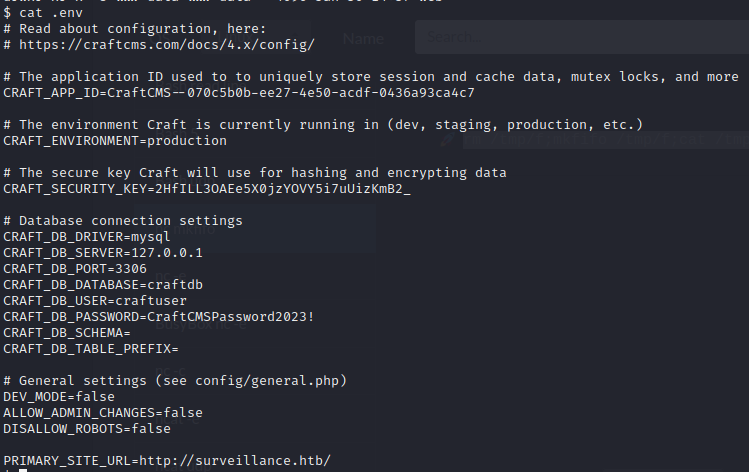 $ cat .env
# Read about configuration, here:
# https://craftcms.com/docs/4.x/config/
Name
Search...
# The application ID used to to uniquely store session and cache data, mutex locks, and more
CRAFT_APP_ID=CraftCMS--070c5b0b-ee27-4e50-acdf-0436a93ca4c7
# The environment Craft is currently running in (dev, staging, production, etc.)
CRAFT_ENVIRONMENT=production
# The secure key Craft will use for hashing and encrypting data
CRAFT_SECURITY_KEY=2HfILL3OAEe5X0jzYOVY5i7uUizKmB2_
# Database connection settings
CRAFT_DB_DRIVER=mysql
CRAFT_DB_SERVER=127.0.0.1
CRAFT_DB_PORT=3306
CRAFT_DB_DATABASE=craftdb
CRAFT_DB_USER=craftuser
CRAFT_DB_PASSWORD=CraftCMSPassword2023!
CRAFT_DB_SCHEMA=
CRAFT_DB_TABLE_PREFIX=
# General settings (see config/general.php)
DEV_MODE=false
ALLOW_ADMIN_CHANGES=false
DISALLOW_ROBOTS=false
PRIMARY_SITE_URL=http://surveillance.htb/